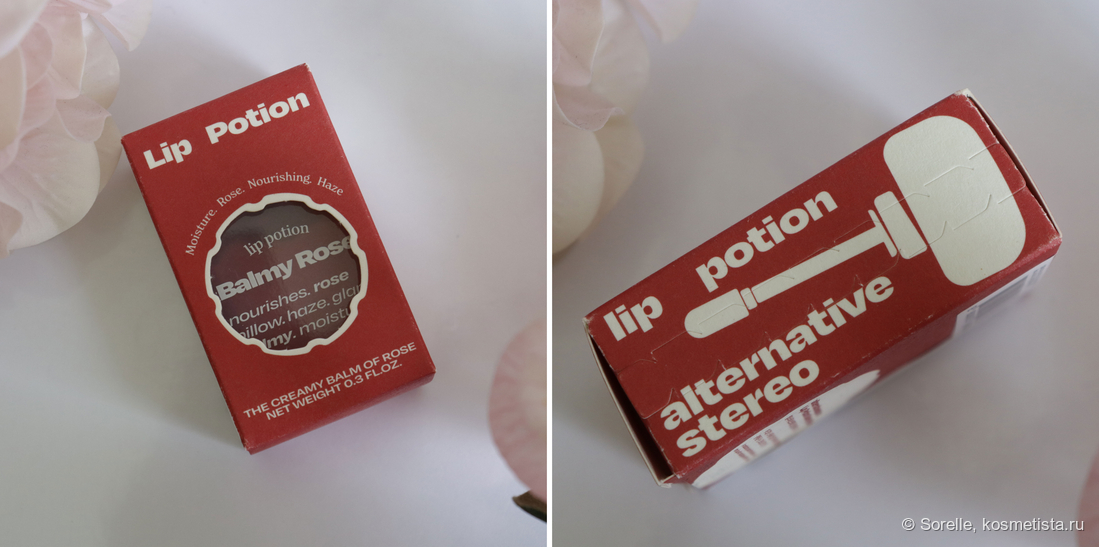 Lip Potion
Moisture. Rose. Nourishing. Haze
lip potion
Balmy Rose
nourishes. rose
haze.
THE CREAMY BALM OF ROSE
NET WEIGHT 0.3 FL.OZ.
lip potion
alternative
stereo
© Sorelle, kosmetista.ru